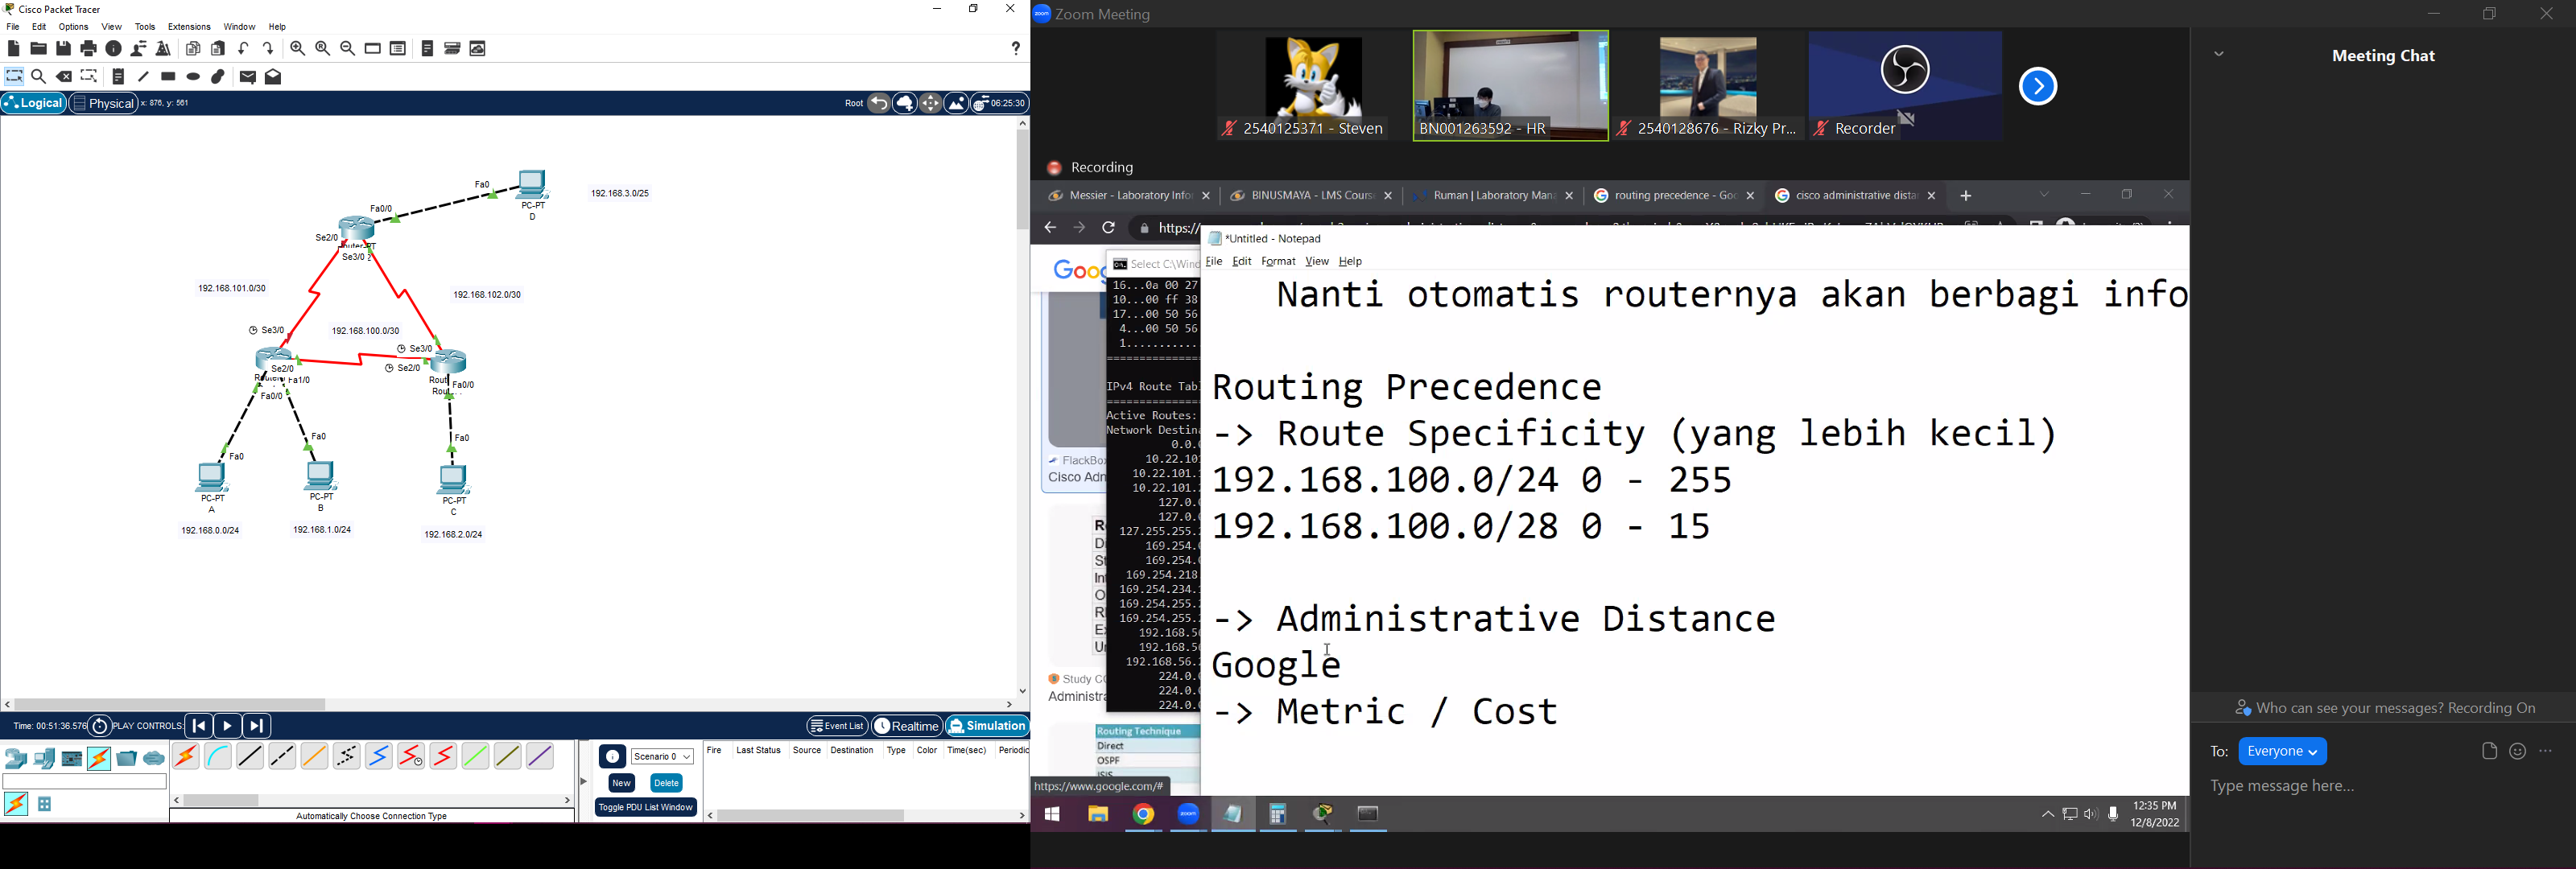 Cisco Packet Tracer
File Edit Options View Tools Extensions Window Help
Logical Physical x: 876, y: 561
Root 06:25:30
Fa0
PC-PT
D
192.168.3.0/25
Fa0/0
Se2/0
Se3/0
192.168.101.0/30
192.168.102.0/30
Se3/0
192.168.100.0/30
Se3/0
Se2/0
Se2/0
Fa1/0
Fa0/0
Fa0/0
Fa0
Fa0
Fa0
PC-PT
A
PC-PT
B
PC-PT
C
192.168.0.0/24
192.168.1.0/24
192.168.2.0/24
Time: 00:51:36.576 PLAY CONTROLS:
Event List Realtime Simulation
Scenario 0
New Delete
Toggle PDU List Window
Fire Last Status Source Destination Type Color Time(sec) Periodic
Automatically Choose Connection Type
Zoom Meeting
2540125371 - Steven
BN001263592 - HR
2540128676 - Rizky Pr...
Recorder
Recording
Messier - Laboratory Info
BINUSMAYA - LMS Course
Ruman | Laboratory Mana
routing precedence - Goo
cisco administrative dista
https://
Select C:\Wind
16...0a 00 27
10...00 ff 38
17...00 50 56
4...00 50 56
1...........
IPv4 Route Tab
Active Routes:
Network Destina
0.0.
10.22.10
10.22.101.
10.22.101.
127.0.
127.0.
127.255.255.
169.254.
169.254.
169.254.218
169.254.234.
169.254.255.
169.254.255.
192.168.5
192.168.5
192.168.56.
224.0.
224.0.
224.0.
FlackBox
Cisco Adm
Study CC
Administra
Routing Technique
Direct
OSPF
ISIS
https://www.google.com/#
*Untitled - Notepad
File Edit Format View Help
Nanti otomatis routernya akan berbagi info
Routing Precedence
-> Route Specificity (yang lebih kecil)
192.168.100.0/24 0 - 255
192.168.100.0/28 0 - 15
-> Administrative Distance
Google
-> Metric / Cost
12:35 PM
12/8/2022
Meeting Chat
Who can see your messages? Recording On
To: Everyone
Type message here...